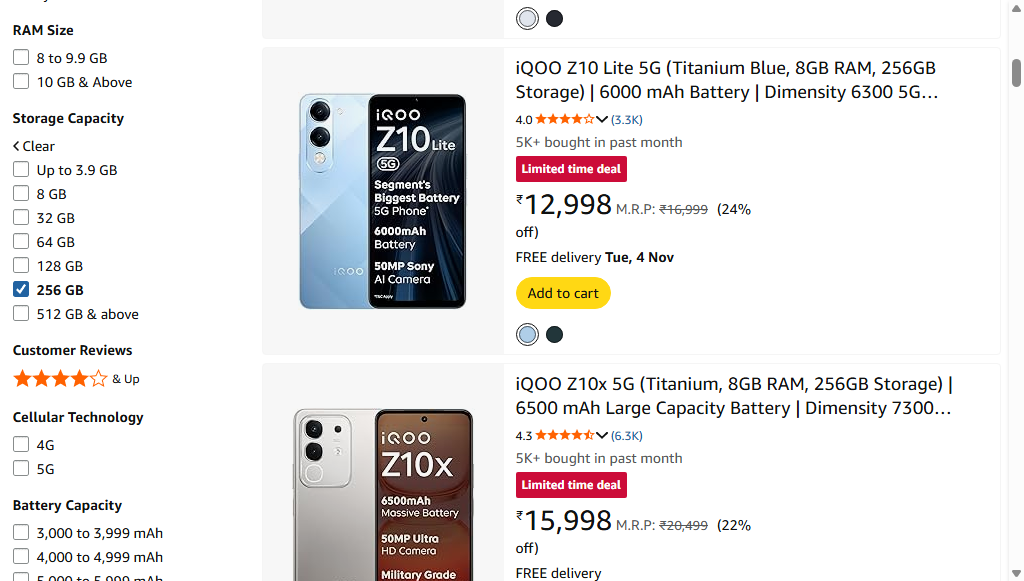 RAM Size
8 to 9.9 GB
10 GB & Above
Storage Capacity
Clear
Up to 3.9 GB
8 GB
32 GB
64 GB
128 GB
256 GB
512 GB & above
Customer Reviews
& Up
Cellular Technology
4G
5G
Battery Capacity
3,000 to 3,999 mAh
4,000 to 4,999 mAh
5,000 to 5,999 mAh
iQOO
Z10 Lite
5G
Segment's
Biggest Battery
5G Phone*
6000mAh
Battery
50MP Sony
AI Camera
*T&C Apply
iQOO
iQOO Z10 Lite 5G (Titanium Blue, 8GB RAM, 256GB
Storage) | 6000 mAh Battery | Dimensity 6300 5G…
4.0 (3.3K)
5K+ bought in past month
Limited time deal
₹12,998 M.R.P: ₹16,999 (24%
off)
FREE delivery Tue, 4 Nov
Add to cart
iQOO
Z10x
6500mAh
Massive Battery
50MP Ultra
HD Camera
Military Grade
iQOO Z10x 5G (Titanium, 8GB RAM, 256GB Storage) |
6500 mAh Large Capacity Battery | Dimensity 7300…
4.3 (6.3K)
5K+ bought in past month
Limited time deal
₹15,998 M.R.P: ₹20,499 (22%
off)
FREE delivery